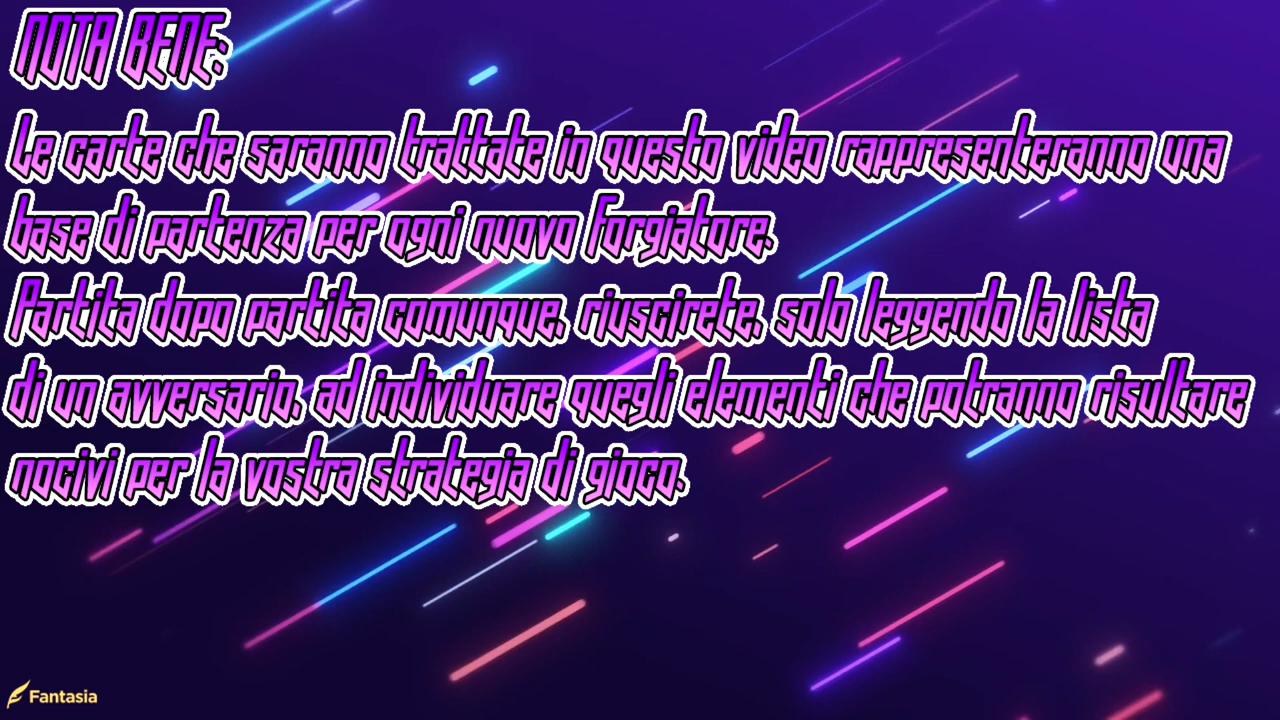 NOTA BENE:
Le carte che saranno trattate in questo video rappresenteranno una
base di partenza per ogni nuovo Forgiatore.
Partita dopo partita comunque, riuscirete, solo leggendo la lista
di un avversario, ad individuare quegli elementi che potranno risultare
nocivi per la vostra strategia di gioco.
Fantasia